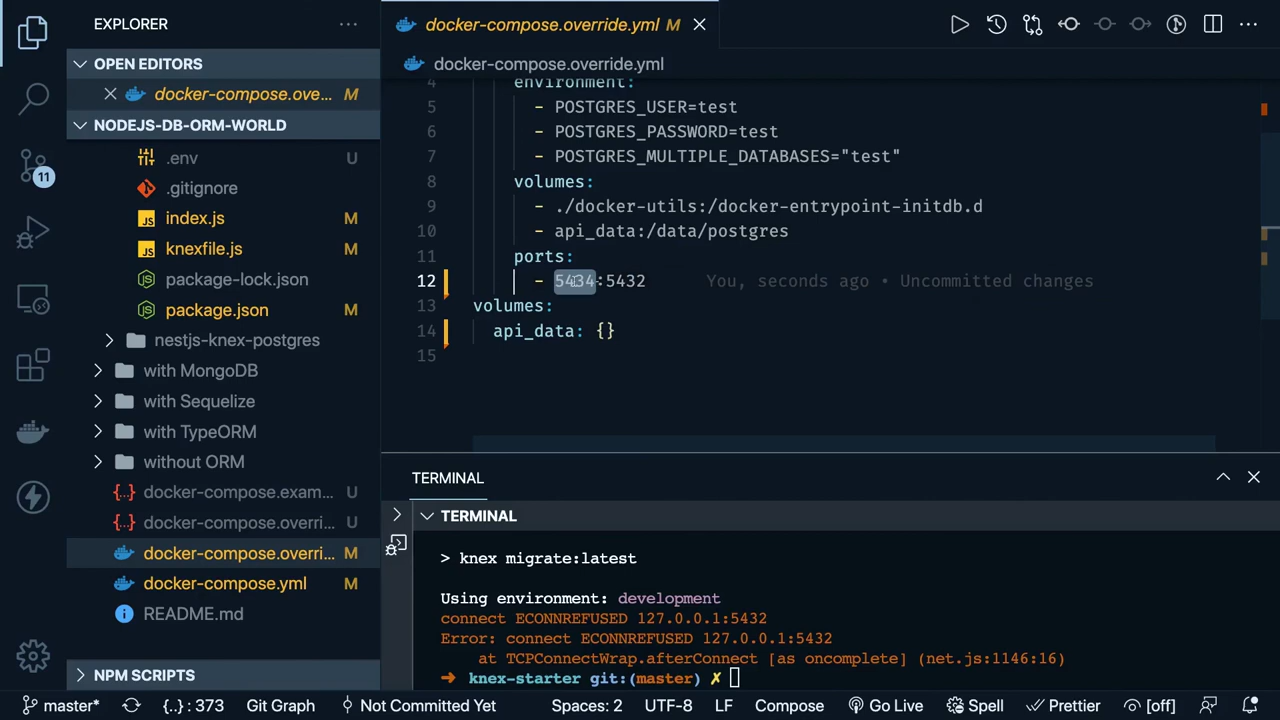 EXPLORER
OPEN EDITORS
docker-compose.ove... M
NODEJS-DB-ORM-WORLD
.env U
.gitignore
index.js M
knexfile.js M
package-lock.json
package.json M
nestjs-knex-postgres
with MongoDB
with Sequelize
with TypeORM
without ORM
docker-compose.exam... U
docker-compose.overri... U
docker-compose.overri... M
docker-compose.yml M
README.md
NPM SCRIPTS
11
docker-compose.override.yml M
docker-compose.override.yml
4 environment:
5 - POSTGRES_USER=test
6 - POSTGRES_PASSWORD=test
7 - POSTGRES_MULTIPLE_DATABASES="test"
8 volumes:
9 - ./docker-utils:/docker-entrypoint-initdb.d
10 - api_data:/data/postgres
11 ports:
12 - 5434:5432 You, seconds ago • Uncommitted changes
13 volumes:
14 api_data: {}
15
TERMINAL
TERMINAL
> knex migrate:latest
Using environment: development
connect ECONNREFUSED 127.0.0.1:5432
Error: connect ECONNREFUSED 127.0.0.1:5432
at TCPConnectWrap.afterConnect [as oncomplete] (net.js:1146:16)
➜ knex-starter git:(master) ✗
master* {..} : 373 Git Graph Not Committed Yet Spaces: 2 UTF-8 LF Compose Go Live Spell Prettier [off]